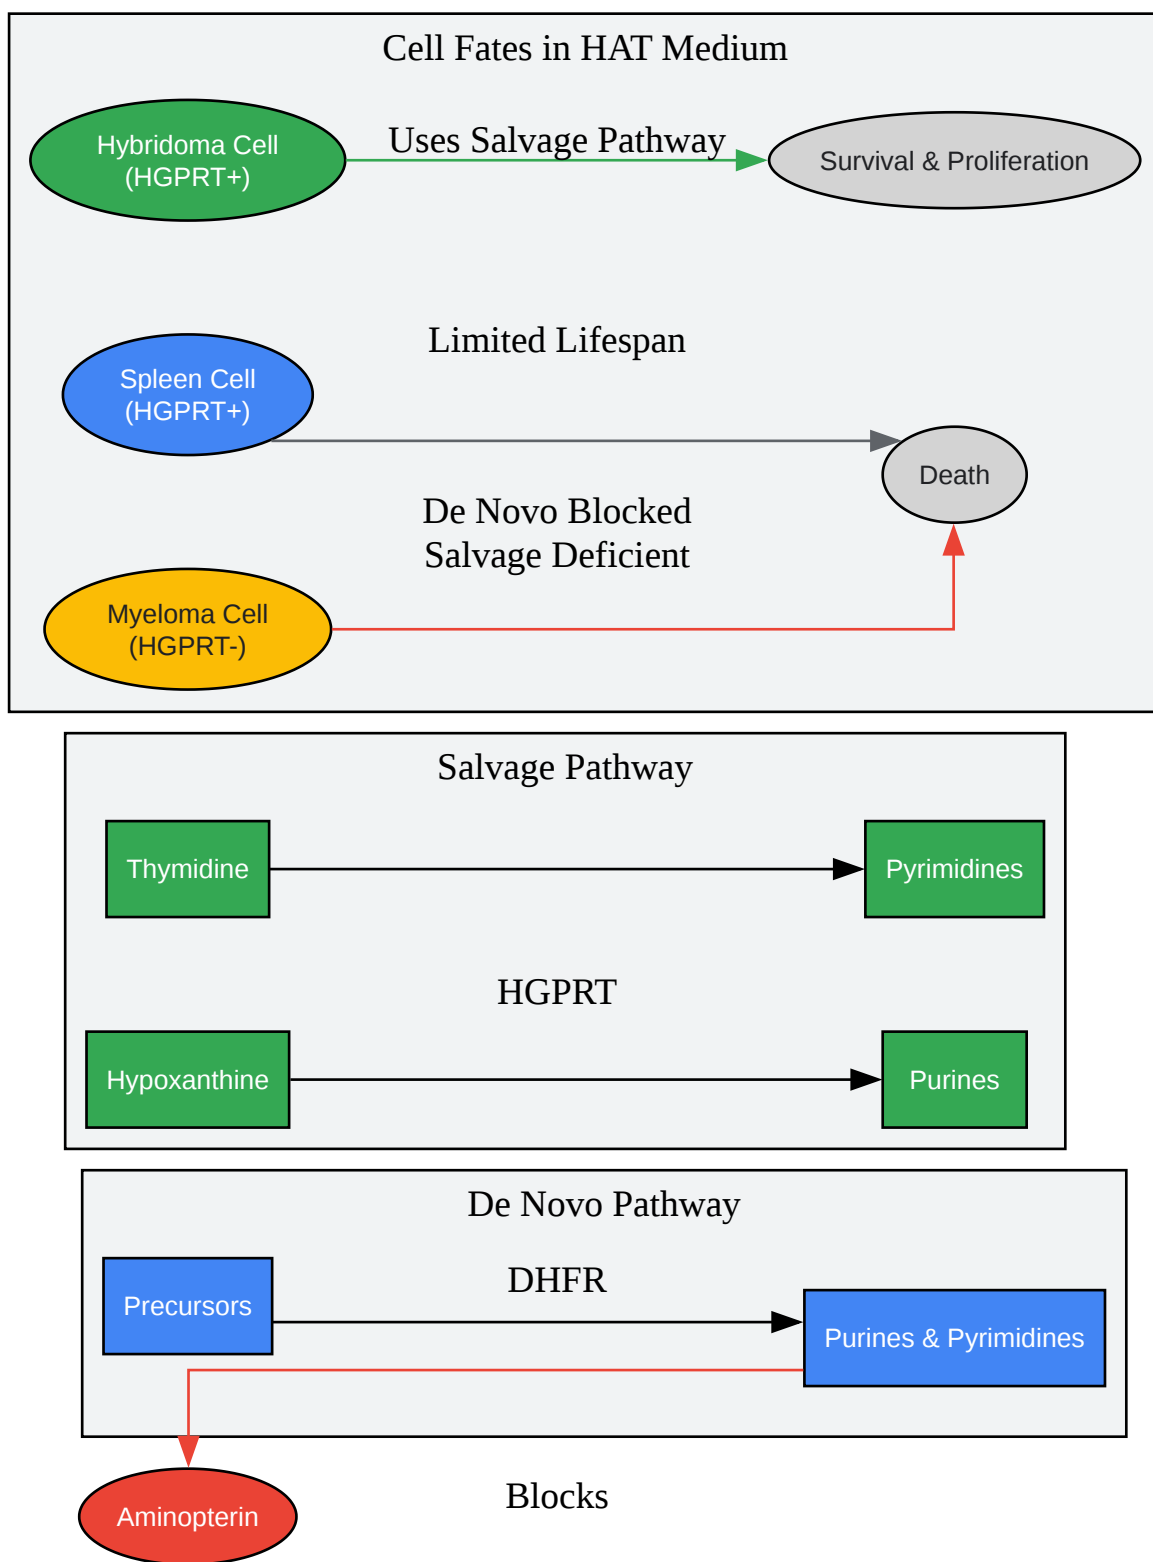 Cell Fates in HAT Medium
Hybridoma Cell
(HGPRT+)
Uses Salvage Pathway
Survival & Proliferation
Limited Lifespan
Spleen Cell
(HGPRT+)
Death
De Novo Blocked
Salvage Deficient
Myeloma Cell
(HGPRT-)
Salvage Pathway
Thymidine
Pyrimidines
HGPRT
Hypoxanthine
Purines
De Novo Pathway
DHFR
Precursors
Purines & Pyrimidines
Blocks
Aminopterin